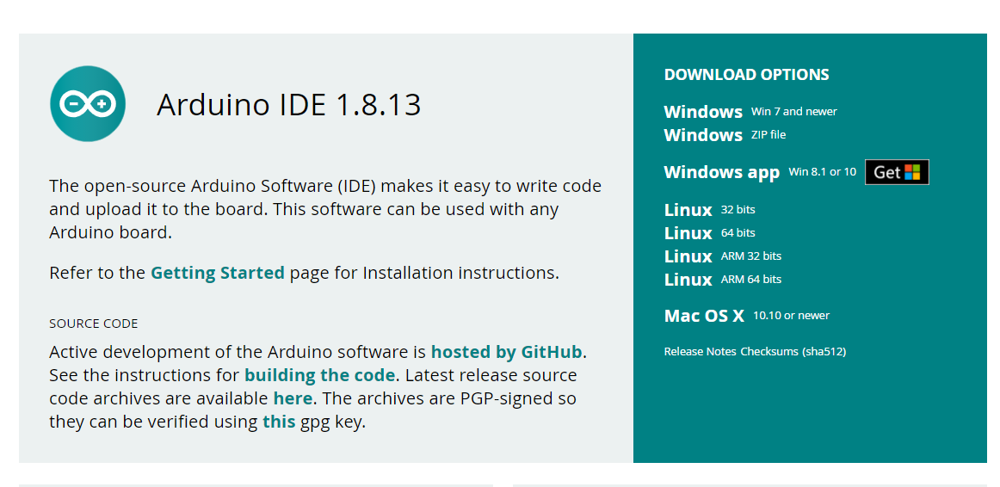 Arduino IDE 1.8.13
The open-source Arduino Software (IDE) makes it easy to write code
and upload it to the board. This software can be used with any
Arduino board.
Refer to the Getting Started page for Installation instructions.
SOURCE CODE
Active development of the Arduino software is hosted by GitHub.
See the instructions for building the code. Latest release source
code archives are available here. The archives are PGP-signed so
they can be verified using this gpg key.
DOWNLOAD OPTIONS
Windows Win 7 and newer
Windows ZIP file
Windows app Win 8.1 or 10 Get
Linux 32 bits
Linux 64 bits
Linux ARM 32 bits
Linux ARM 64 bits
Mac OS X 10.10 or newer
Release Notes Checksums (sha512)